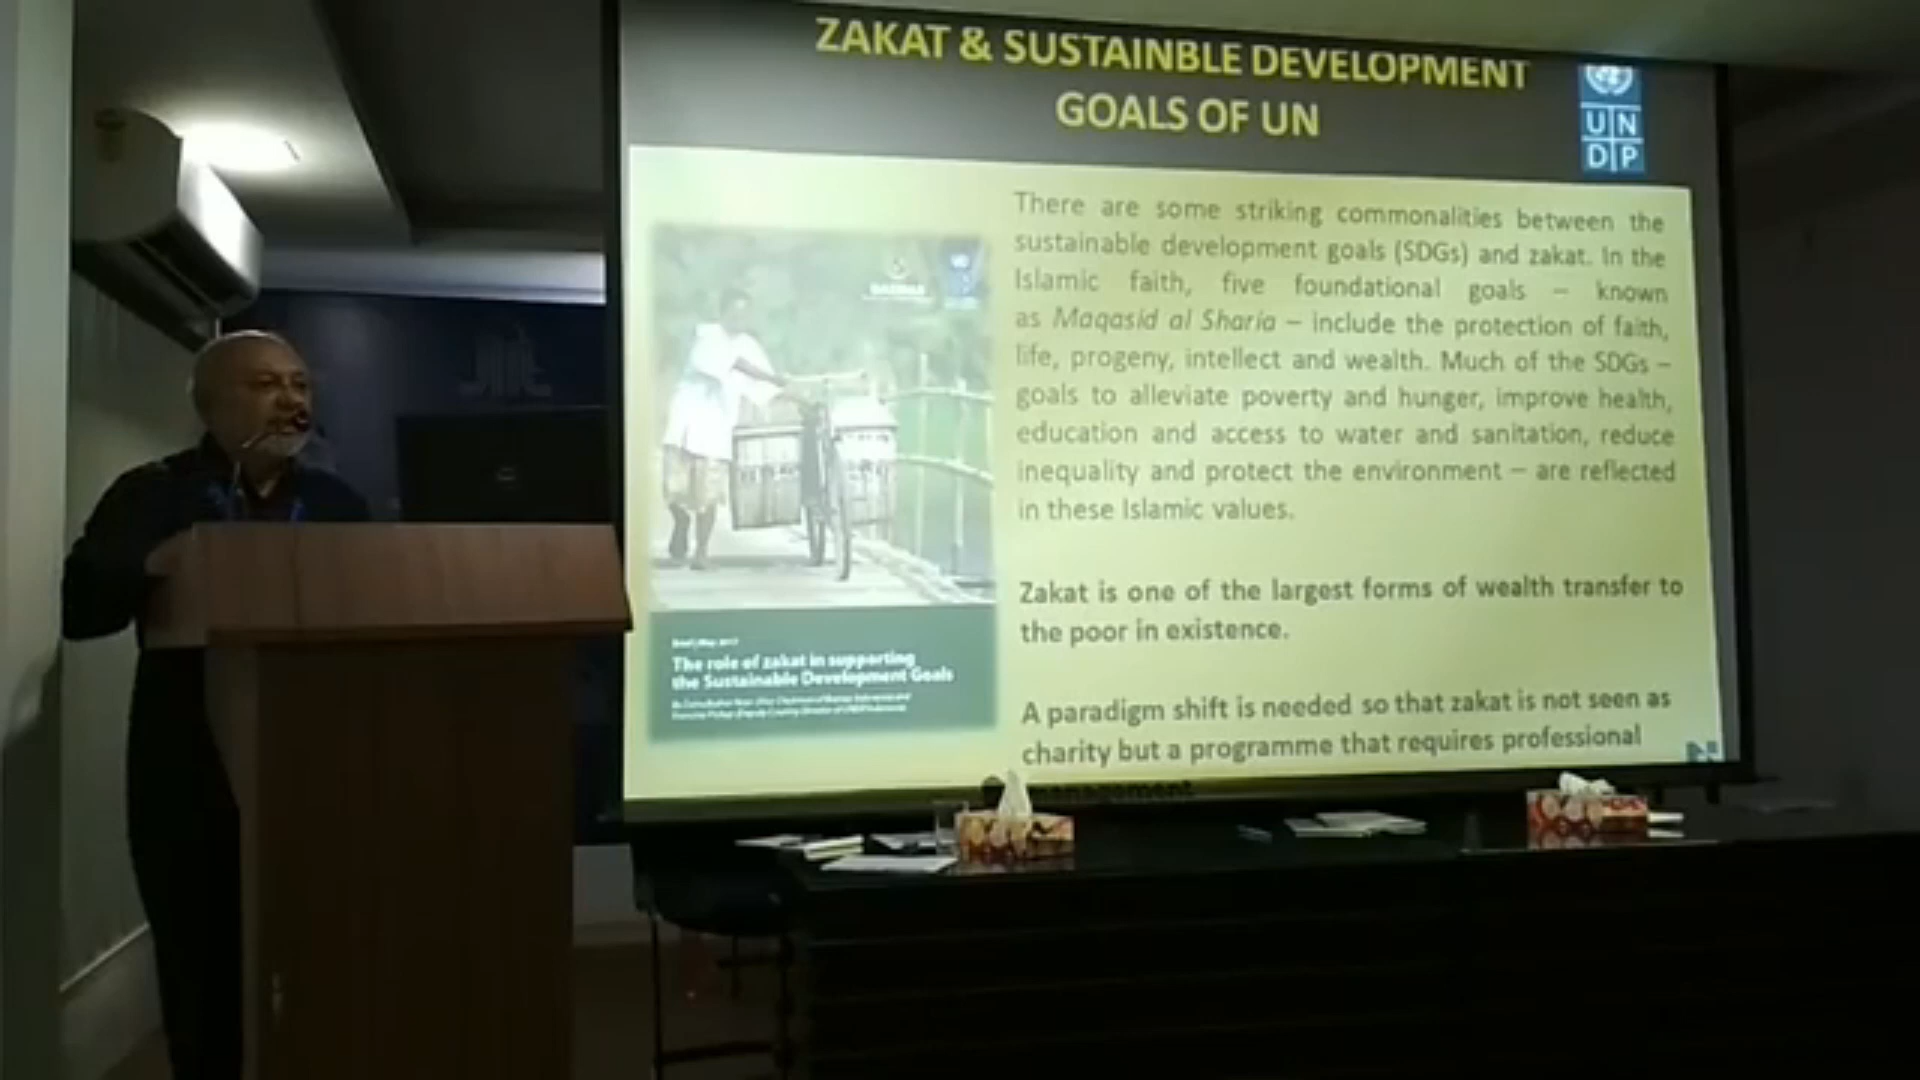 ZAKAT & SUSTAINBLE DEVELOPMENT
GOALS OF UN
UN
DP
There are some striking commonalities between the
sustainable development goals (SDGs) and zakat. In the
Islamic faith, five foundational goals – known
as Maqasid al Sharia – include the protection of faith,
life, progeny, intellect and wealth. Much of the SDGs –
goals to alleviate poverty and hunger, improve health,
education and access to water and sanitation, reduce
inequality and protect the environment – are reflected
in these Islamic values.
Zakat is one of the largest forms of wealth transfer to
the poor in existence.
A paradigm shift is needed so that zakat is not seen as
charity but a programme that requires professional
management
The role of zakat in supporting
the Sustainable Development Goals